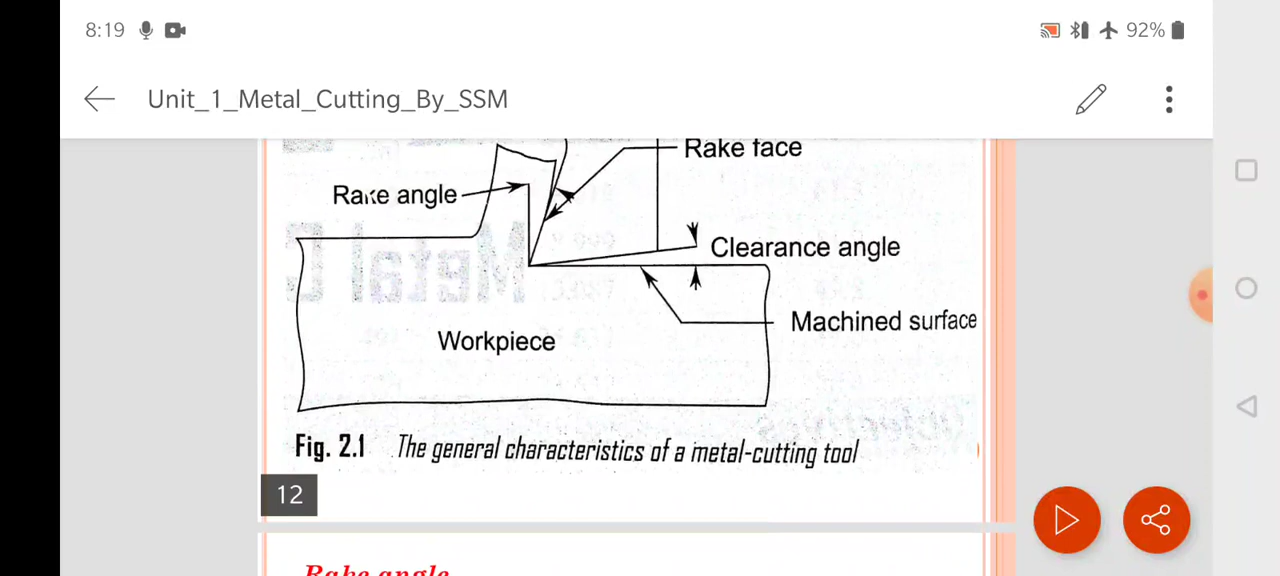 8:19
92%
Unit_1_Metal_Cutting_By_SSM
Rake face
Rake angle
Clearance angle
Machined surface
Workpiece
Fig. 2.1 The general characteristics of a metal-cutting tool
12
Rake angle